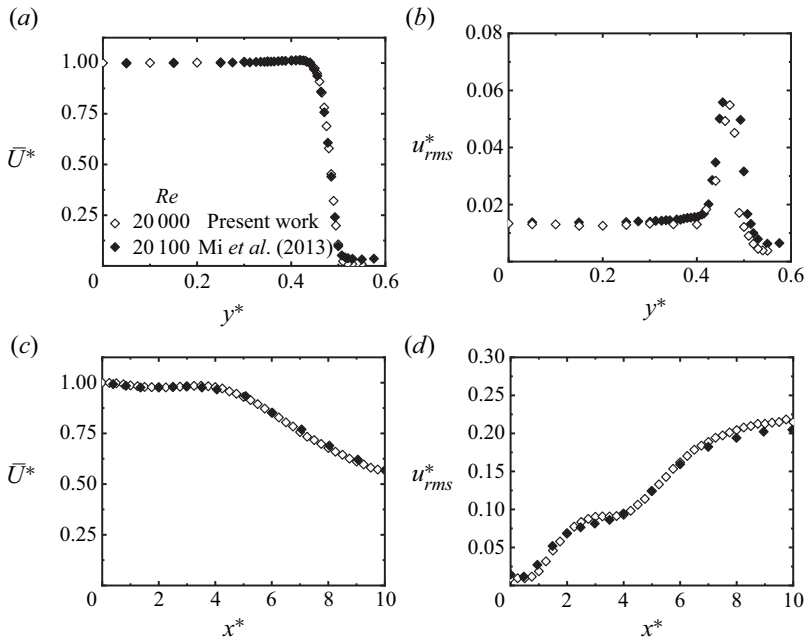 (a)
1.00
0.75
0.50
0.25
Ū*
Re
◇ 20 000 Present work
◆ 20 100 Mi et al. (2013)
0 0.2 0.4 0.6
y*
(b)
0.08
0.06
0.04
0.02
u*rms
0 0.2 0.4 0.6
y*
(c)
1.00
0.75
0.50
0.25
Ū*
0 2 4 6 8 10
x*
(d)
0.30
0.25
0.20
0.15
0.10
0.05
u*rms
0 2 4 6 8 10
x*